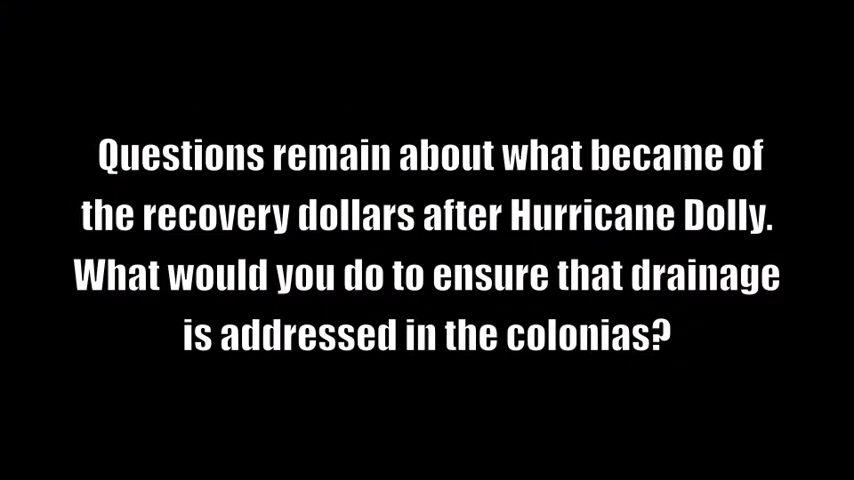 Questions remain about what became of
the recovery dollars after Hurricane Dolly.
What would you do to ensure that drainage
is addressed in the colonias?